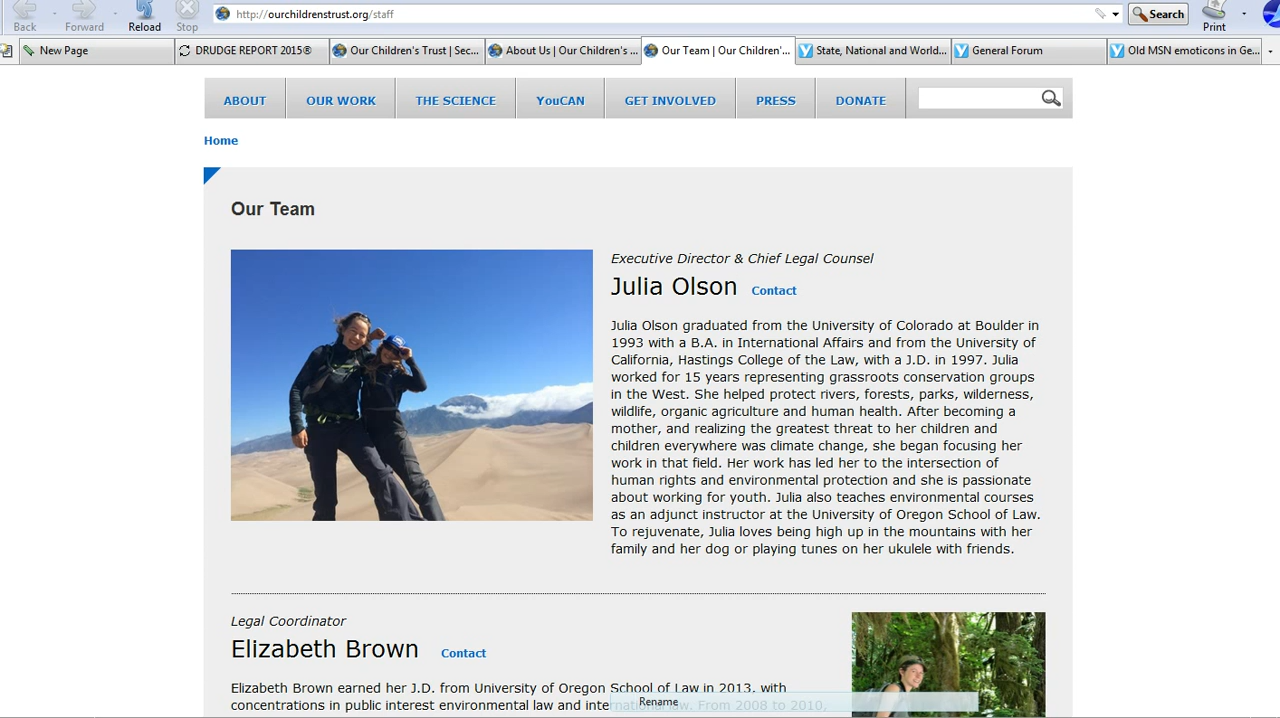 Back
Forward
Reload
Stop
http://ourchildrenstrust.org/staff
Search
Print
New Page
DRUDGE REPORT 2015®
Our Children's Trust | Sec...
About Us | Our Children's ...
Our Team | Our Children'...
State, National and World...
General Forum
Old MSN emoticons in Ge...
ABOUT
OUR WORK
THE SCIENCE
YouCAN
GET INVOLVED
PRESS
DONATE
Home
Our Team
Executive Director & Chief Legal Counsel
Julia Olson Contact
Julia Olson graduated from the University of Colorado at Boulder in
1993 with a B.A. in International Affairs and from the University of
California, Hastings College of the Law, with a J.D. in 1997. Julia
worked for 15 years representing grassroots conservation groups
in the West. She helped protect rivers, forests, parks, wilderness,
wildlife, organic agriculture and human health. After becoming a
mother, and realizing the greatest threat to her children and
children everywhere was climate change, she began focusing her
work in that field. Her work has led her to the intersection of
human rights and environmental protection and she is passionate
about working for youth. Julia also teaches environmental courses
as an adjunct instructor at the University of Oregon School of Law.
To rejuvenate, Julia loves being high up in the mountains with her
family and her dog or playing tunes on her ukulele with friends.
Legal Coordinator
Elizabeth Brown Contact
Elizabeth Brown earned her J.D. from University of Oregon School of Law in 2013, with
concentrations in public interest environmental law and international law. From 2008 to 2010,
Rename